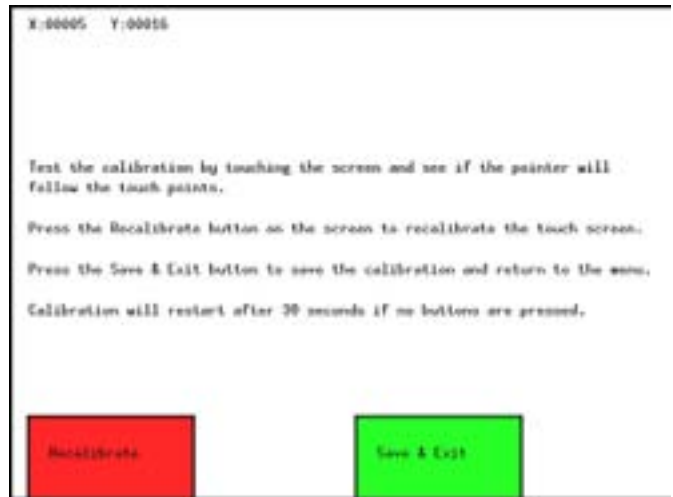 X:00005 Y:00016
Test the calibration by touching the screen and see if the pointer will
follow the touch points.
Press the Recalibrate button on the screen to recalibrate the touch screen.
Press the Save & Exit button to save the calibration and return to the menu.
Calibration will restart after 30 seconds if no buttons are pressed.
Recalibrate Save & Exit